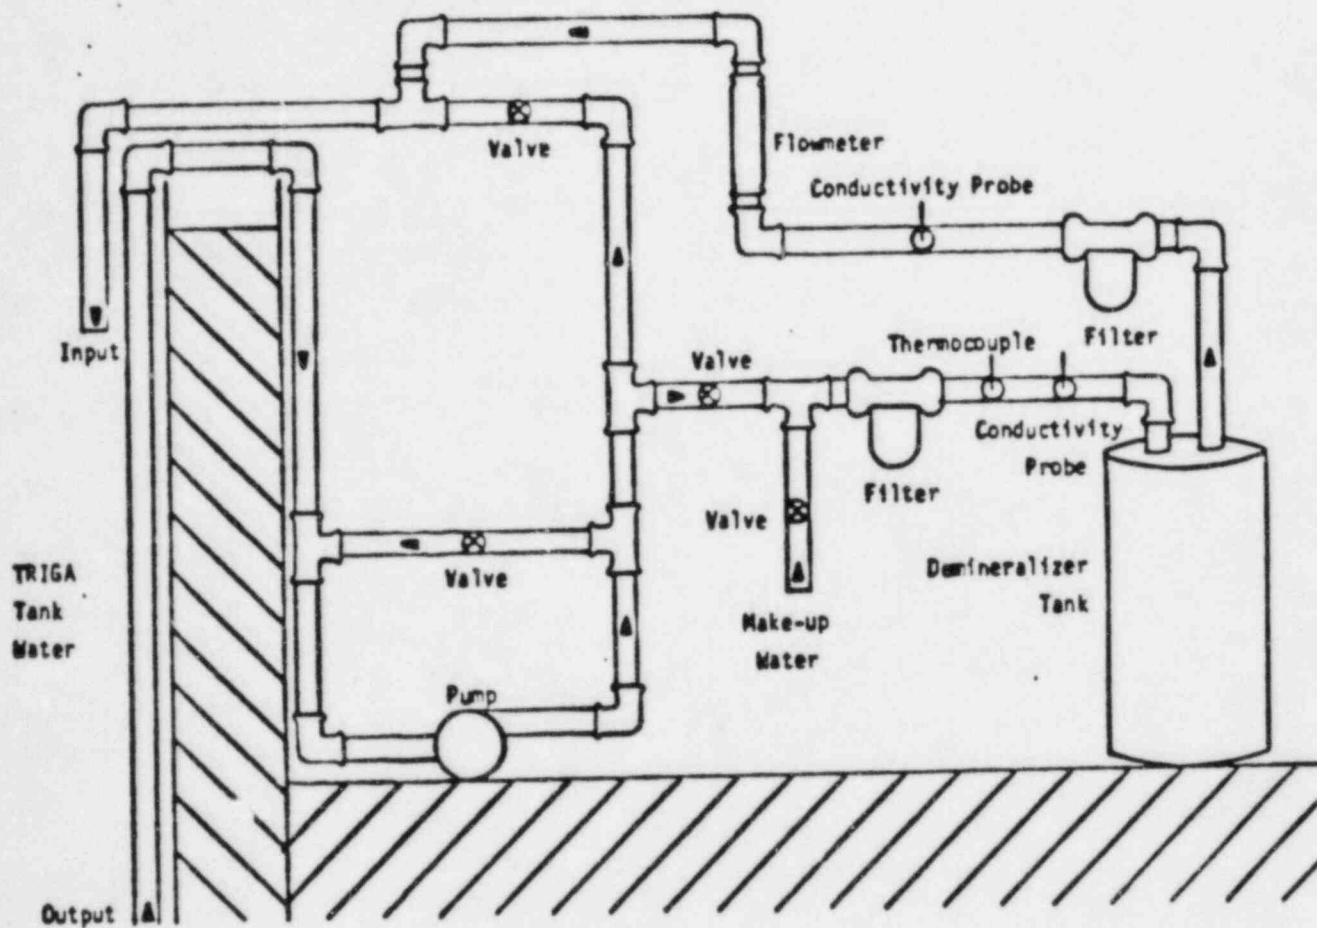 Valve
Flowmeter
Conductivity Probe
Input
Thermocouple
Filter
Valve
Conductivity
Probe
Filter
Valve
Valve
TRIGA
Tank
Water
Demineralizer
Tank
Make-up
Water
Pump
Output